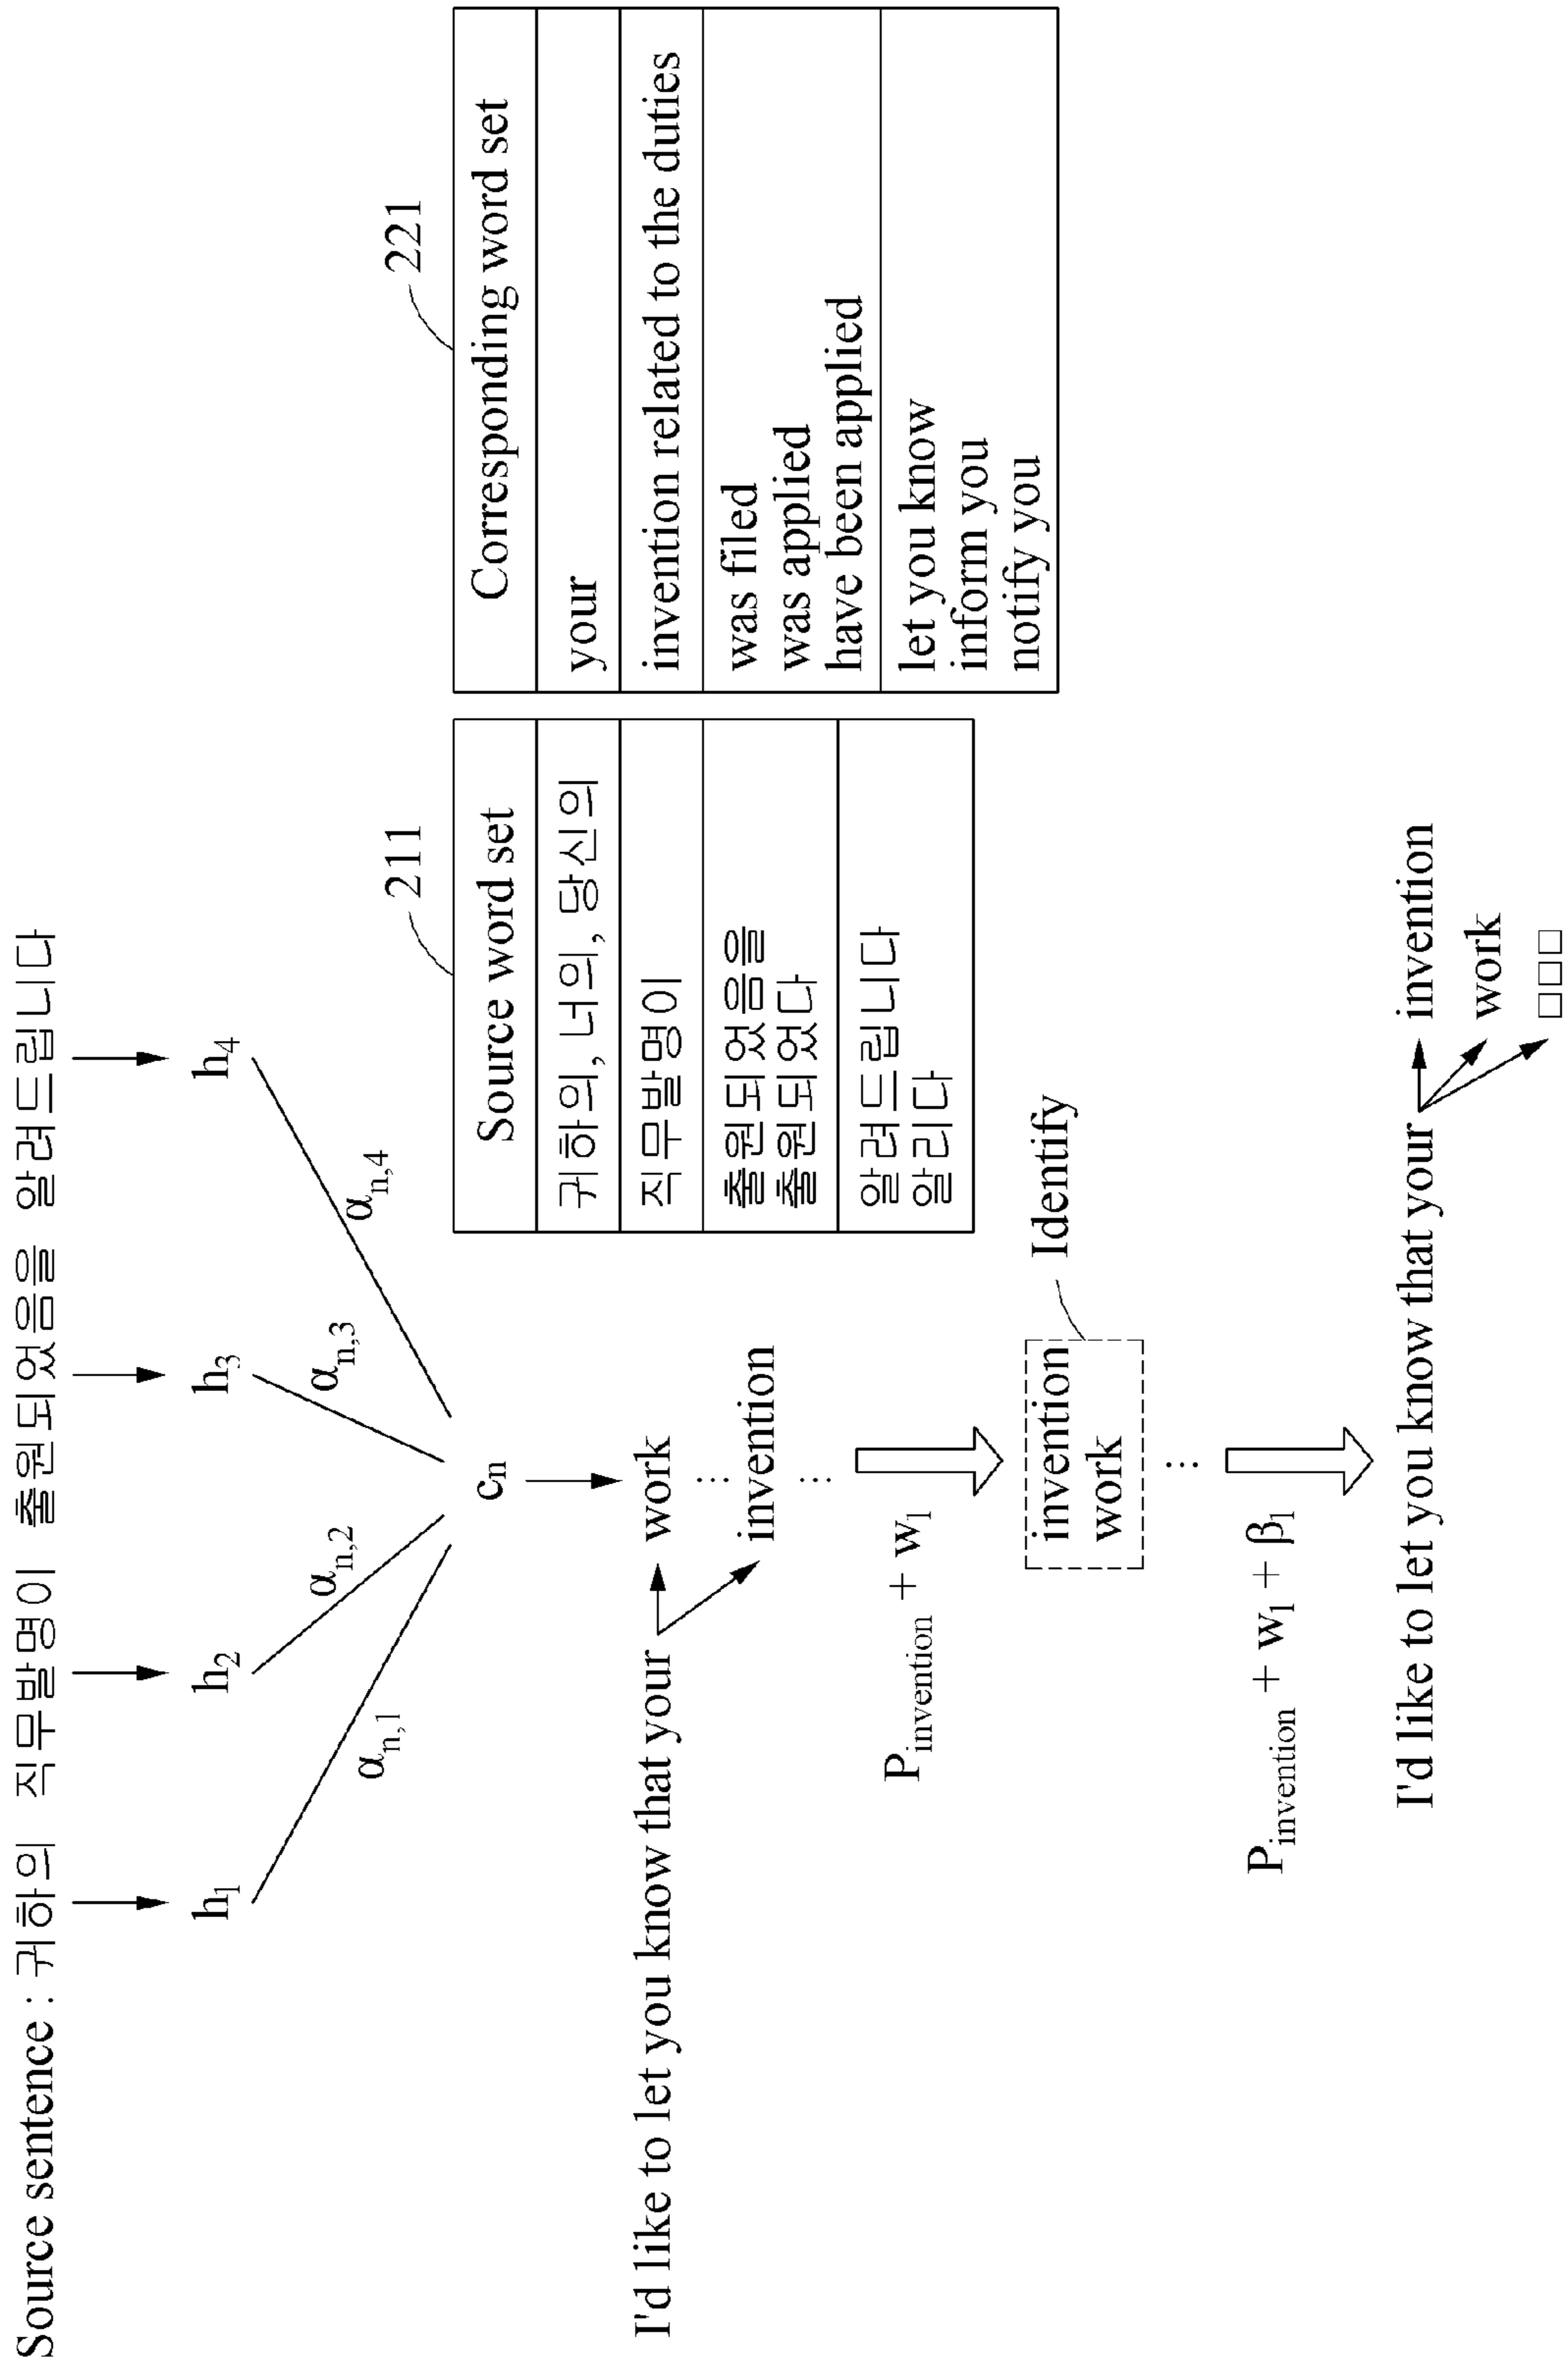 Source sentence : 귀하의 직무발명이 출원되었음을 알려드립니다
h1 h2 h3 h4
αn,1 αn,2 αn,3 αn,4
cn
211
Source word set
귀하의, 너의, 당신의
직무발명이
출원되었음을
출원되었다
알려드립니다
알리다
221
Corresponding word set
your
invention related to the duties
was filed
was applied
have been applied
let you know
inform you
notify you
I'd like to let you know that your work
⋮
invention
⋮
Pinvention + w1
Identify
invention
work
⋮
Pinvention + w1 + β1
I'd like to let you know that your invention
work
□□□